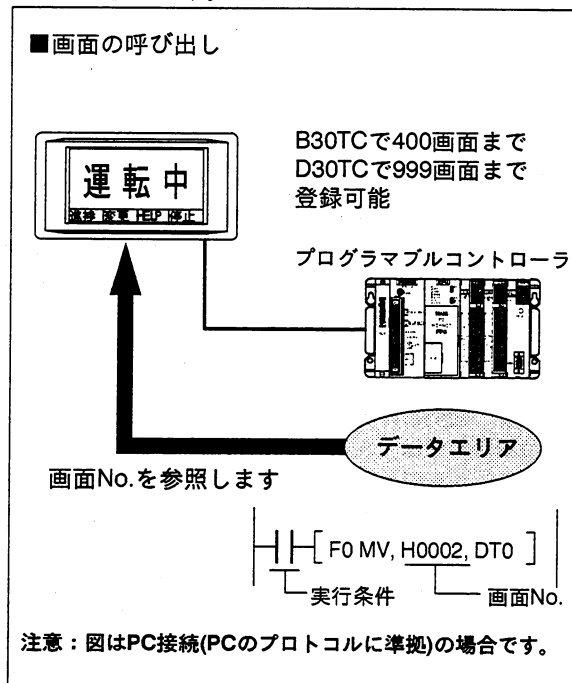 ■画面の呼び出し
B30TCで400画面まで
D30TCで999画面まで
登録可能
運転中
変更 HELP 停止
プログラマブルコントローラ
データエリア
画面No.を参照します
F0 MV, H0002, DT0
実行条件
画面No.
注意：図はPC接続(PCのプロトコルに準拠)の場合です。